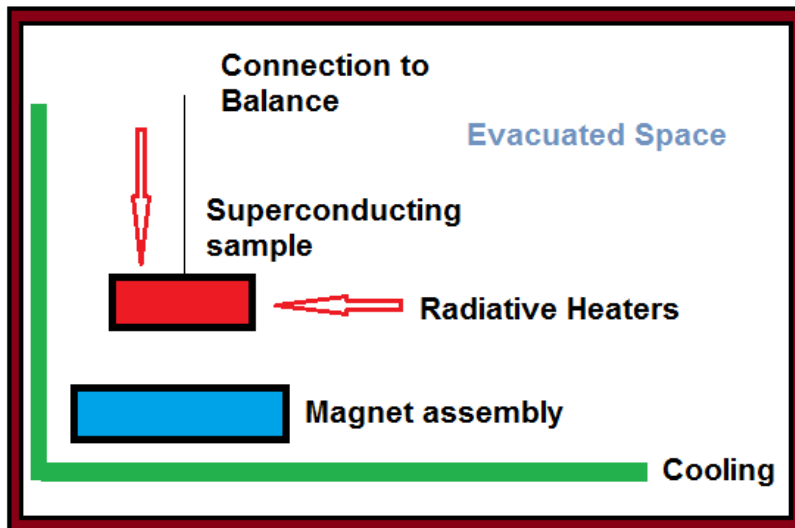 Connection to
Balance
Evacuated Space
Superconducting
sample
Radiative Heaters
Magnet assembly
Cooling